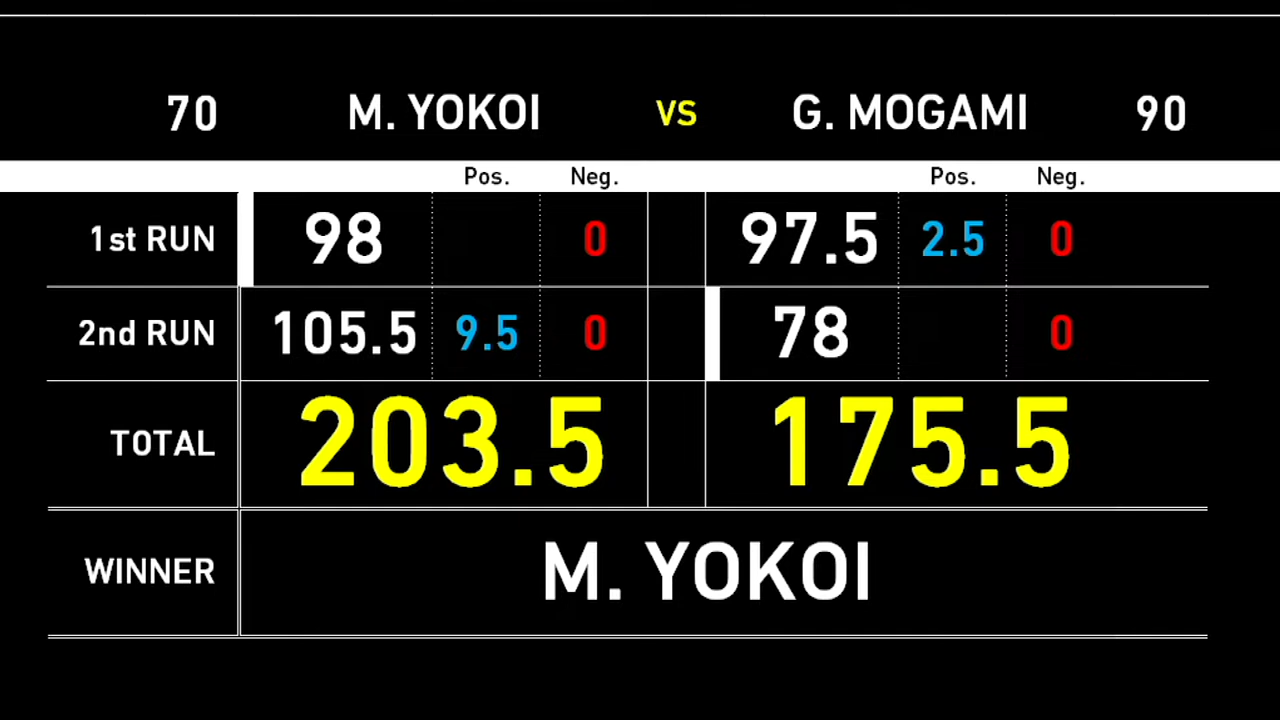 70 M. YOKOI VS G. MOGAMI 90
Pos. Neg. Pos. Neg.
1st RUN 98 0 97.5 2.5 0
2nd RUN 105.5 9.5 0 78 0
TOTAL 203.5 175.5
WINNER M. YOKOI